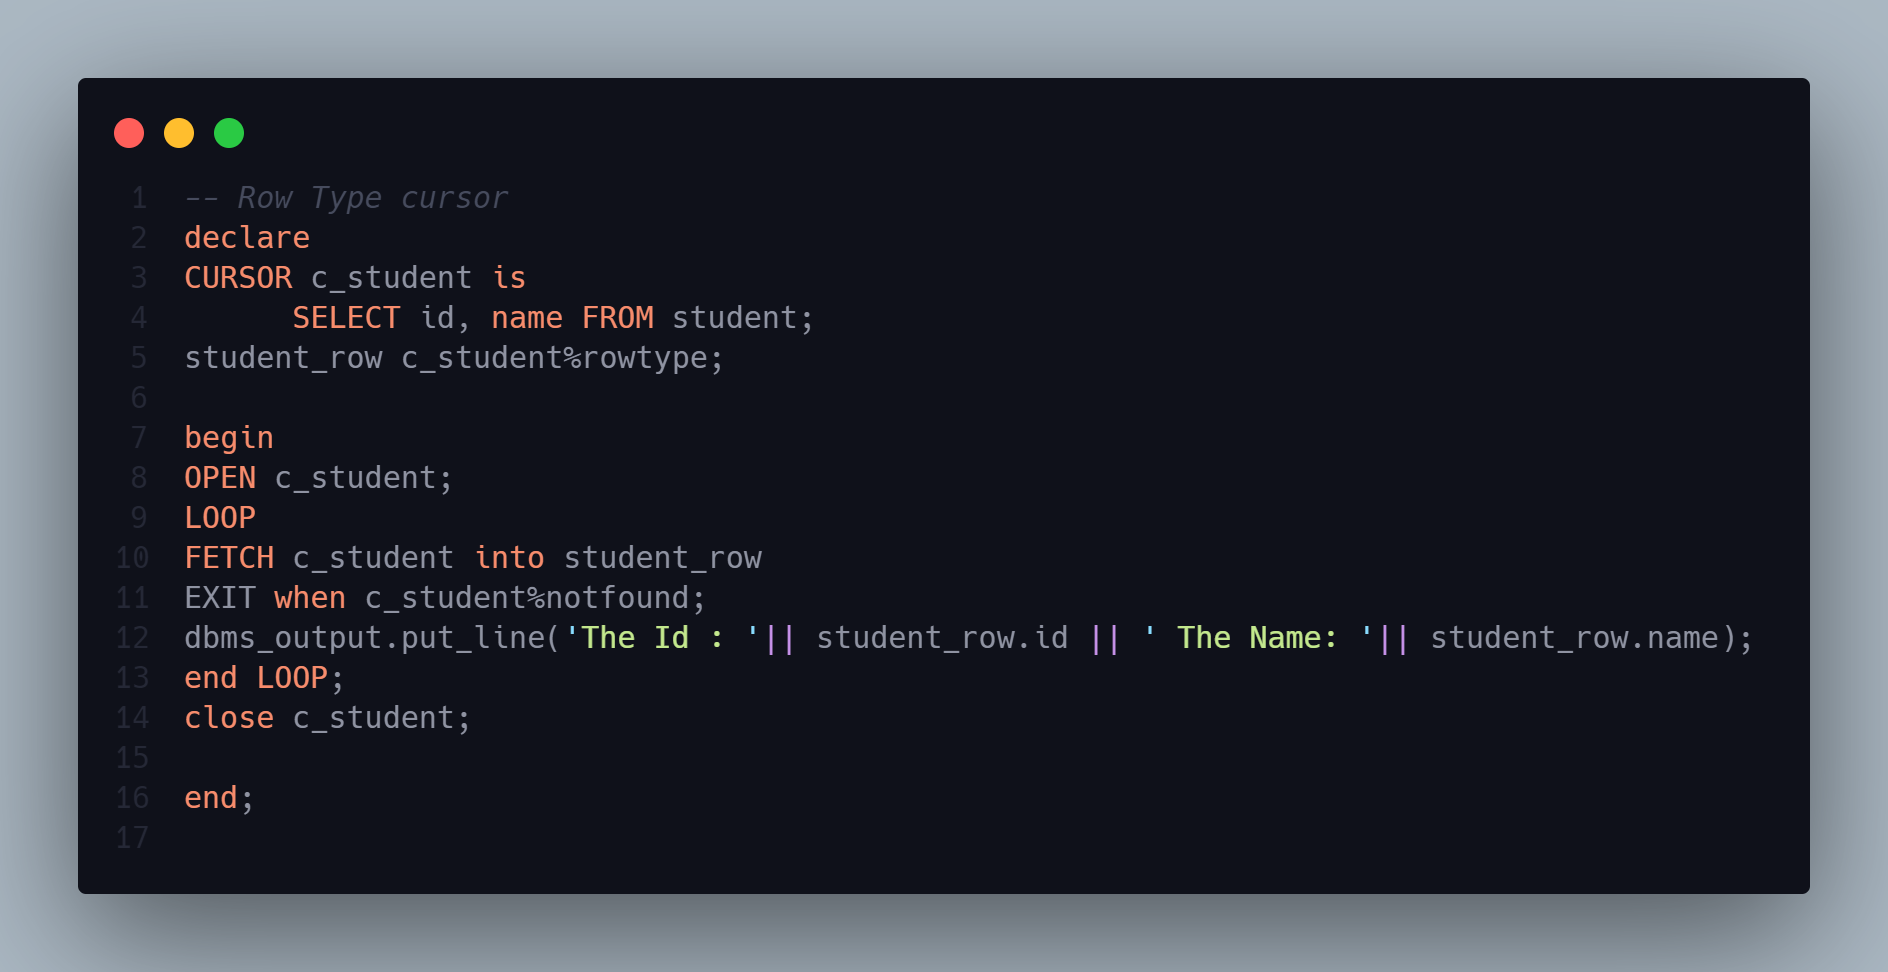 1 -- Row Type cursor
2 declare
3 CURSOR c_student is
4       SELECT id, name FROM student;
5 student_row c_student%rowtype;
6
7 begin
8 OPEN c_student;
9 LOOP
10 FETCH c_student into student_row
11 EXIT when c_student%notfound;
12 dbms_output.put_line('The Id : '|| student_row.id || ' The Name: '|| student_row.name);
13 end LOOP;
14 close c_student;
15
16 end;
17